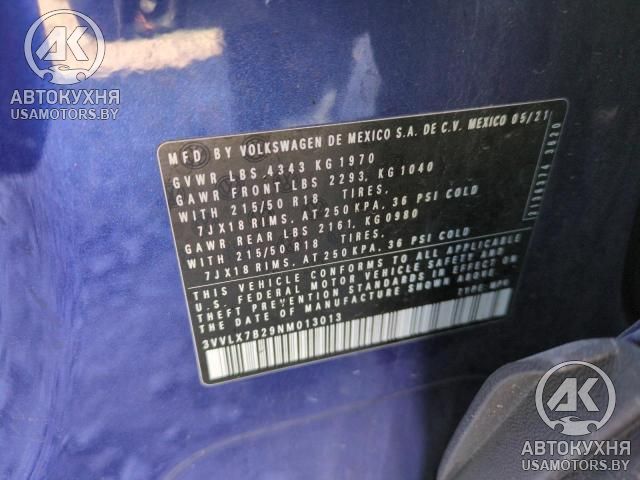 AK
АВТОКУХНЯ
USAMOTORS.BY
MFD BY VOLKSWAGEN DE MEXICO S.A. DE C.V. MEXICO 05/21
GVWR LBS 4343 KG 1970
GAWR FRONT LBS 2293, KG 1040
WITH 215/50 R18 TIRES,
7JX18 RIMS, AT 250 KPA, 36 PSI COLD
GAWR REAR LBS 2161, KG 0980
WITH 215/50 R18 TIRES,
7JX18 RIMS, AT 250 KPA, 36 PSI COLD
THIS VEHICLE CONFORMS TO ALL APPLICABLE
U.S. FEDERAL MOTOR VEHICLE SAFETY AND
THEFT PREVENTION STANDARDS IN EFFECT ON
THE DATE OF MANUFACTURE SHOWN ABOVE.
TYPE: MPV
3VVLX7B29NM013013
AK
АВТОКУХНЯ
USAMOTORS.BY